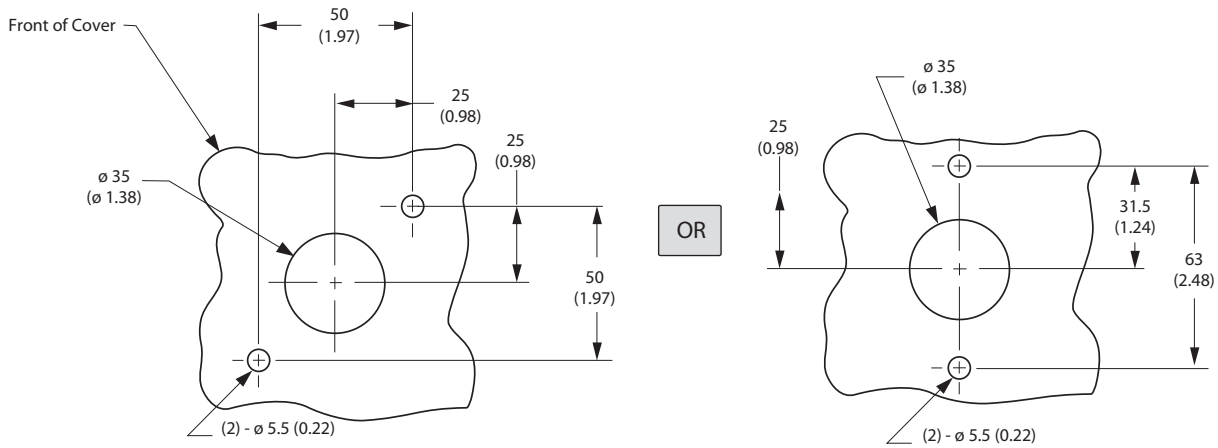 Front of Cover
50
(1.97)
25
(0.98)
25
(0.98)
ø 35
(ø 1.38)
50
(1.97)
(2) - ø 5.5 (0.22)
OR
ø 35
(ø 1.38)
25
(0.98)
31.5
(1.24)
63
(2.48)
(2) - ø 5.5 (0.22)